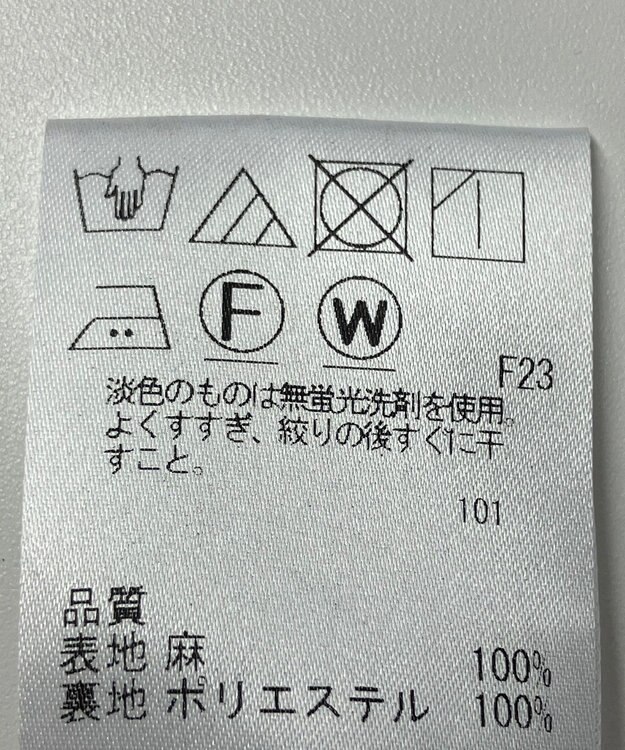 F W
F23
淡色のものは無蛍光洗剤を使用。
よくすすぎ、絞りの後すぐに干
すこと。
101
品質
表地 麻 100%
裏地 ポリエステル 100%